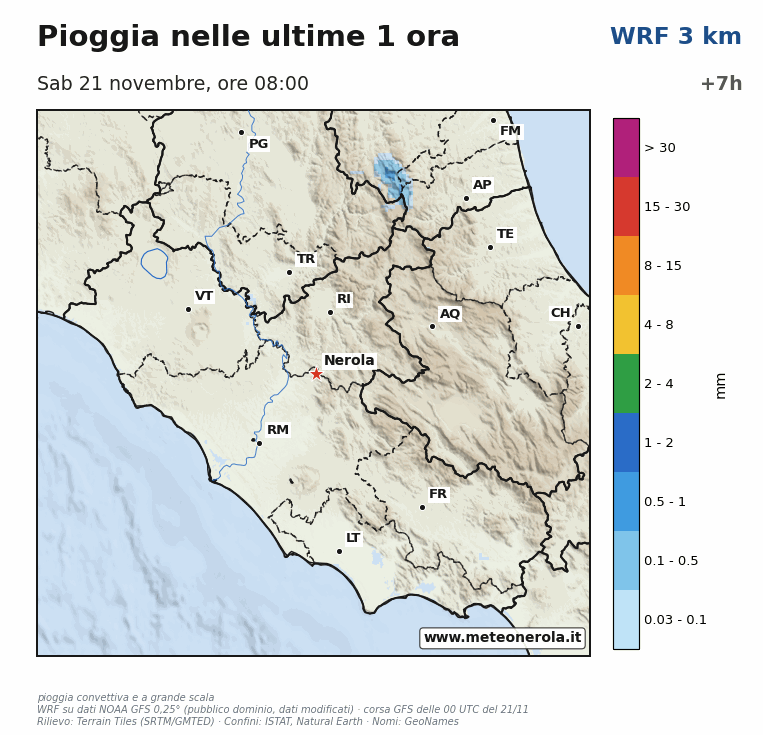 Pioggia nelle ultime 1 ora
WRF 3 km
Sab 21 novembre, ore 08:00
+7h
FM
PG
AP
TE
TR
VT
RI
AQ
CH
Nerola
RM
FR
LT
www.meteonerola.it
> 30
15 - 30
8 - 15
4 - 8
2 - 4
1 - 2
0.5 - 1
0.1 - 0.5
0.03 - 0.1
mm
pioggia convettiva e a grande scala
WRF su dati NOAA GFS 0,25° (pubblico dominio, dati modificati) · corsa GFS delle 00 UTC del 21/11
Rilievo: Terrain Tiles (SRTM/GMTED) · Confini: ISTAT, Natural Earth · Nomi: GeoNames